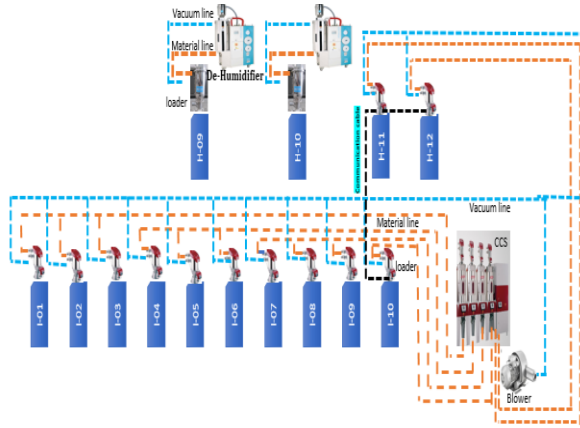 Vacuum line
Material line
De-Humidifier
loader
H-09
H-10
H-11
H-12
Communication cable
Vacuum line
Material line
CCS
loader
I-01
I-02
I-03
I-04
I-05
I-06
I-07
I-08
I-09
I-10
Blower